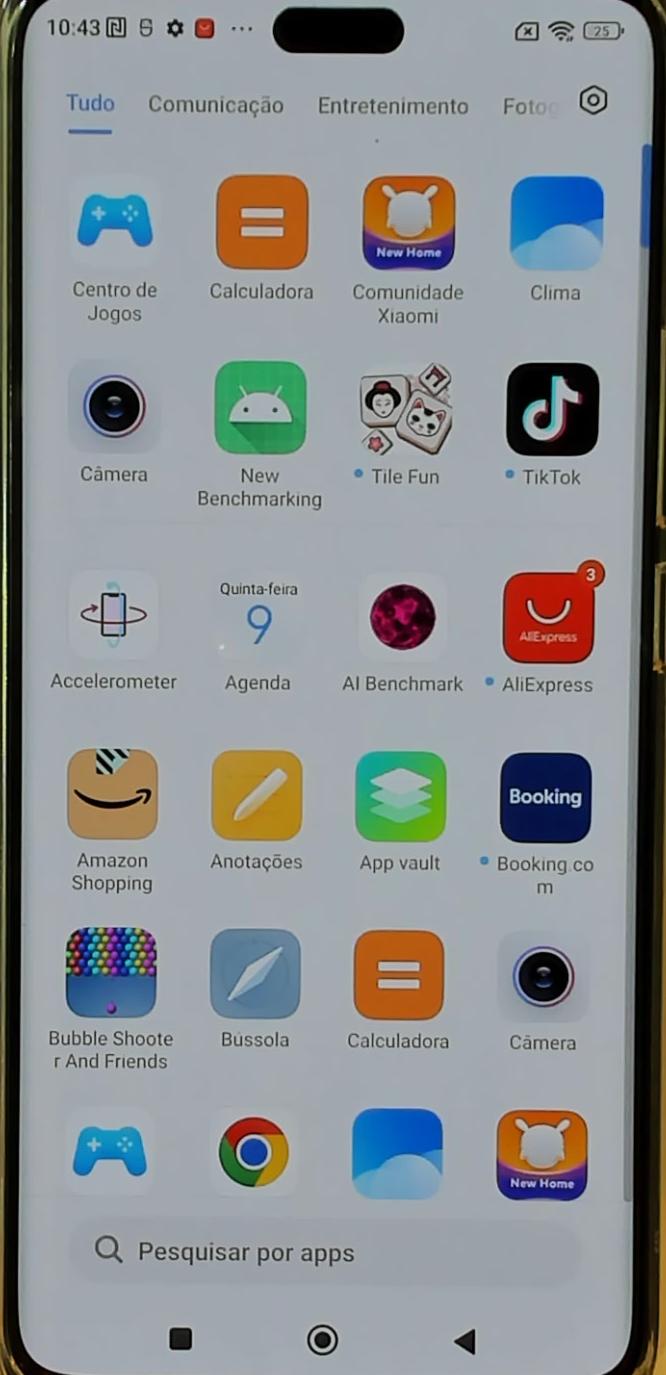 10:43
25
Tudo Comunicação Entretenimento Fotog
New Home
Centro de Jogos
Calculadora
Comunidade Xiaomi
Clima
Câmera
New Benchmarking
Tile Fun
TikTok
Quinta-feira
9
3
AliExpress
Accelerometer
Agenda
AI Benchmark
AliExpress
Booking
Amazon Shopping
Anotações
App vault
Booking.co
m
Bubble Shoote
r And Friends
Bússola
Calculadora
Câmera
New Home
Pesquisar por apps